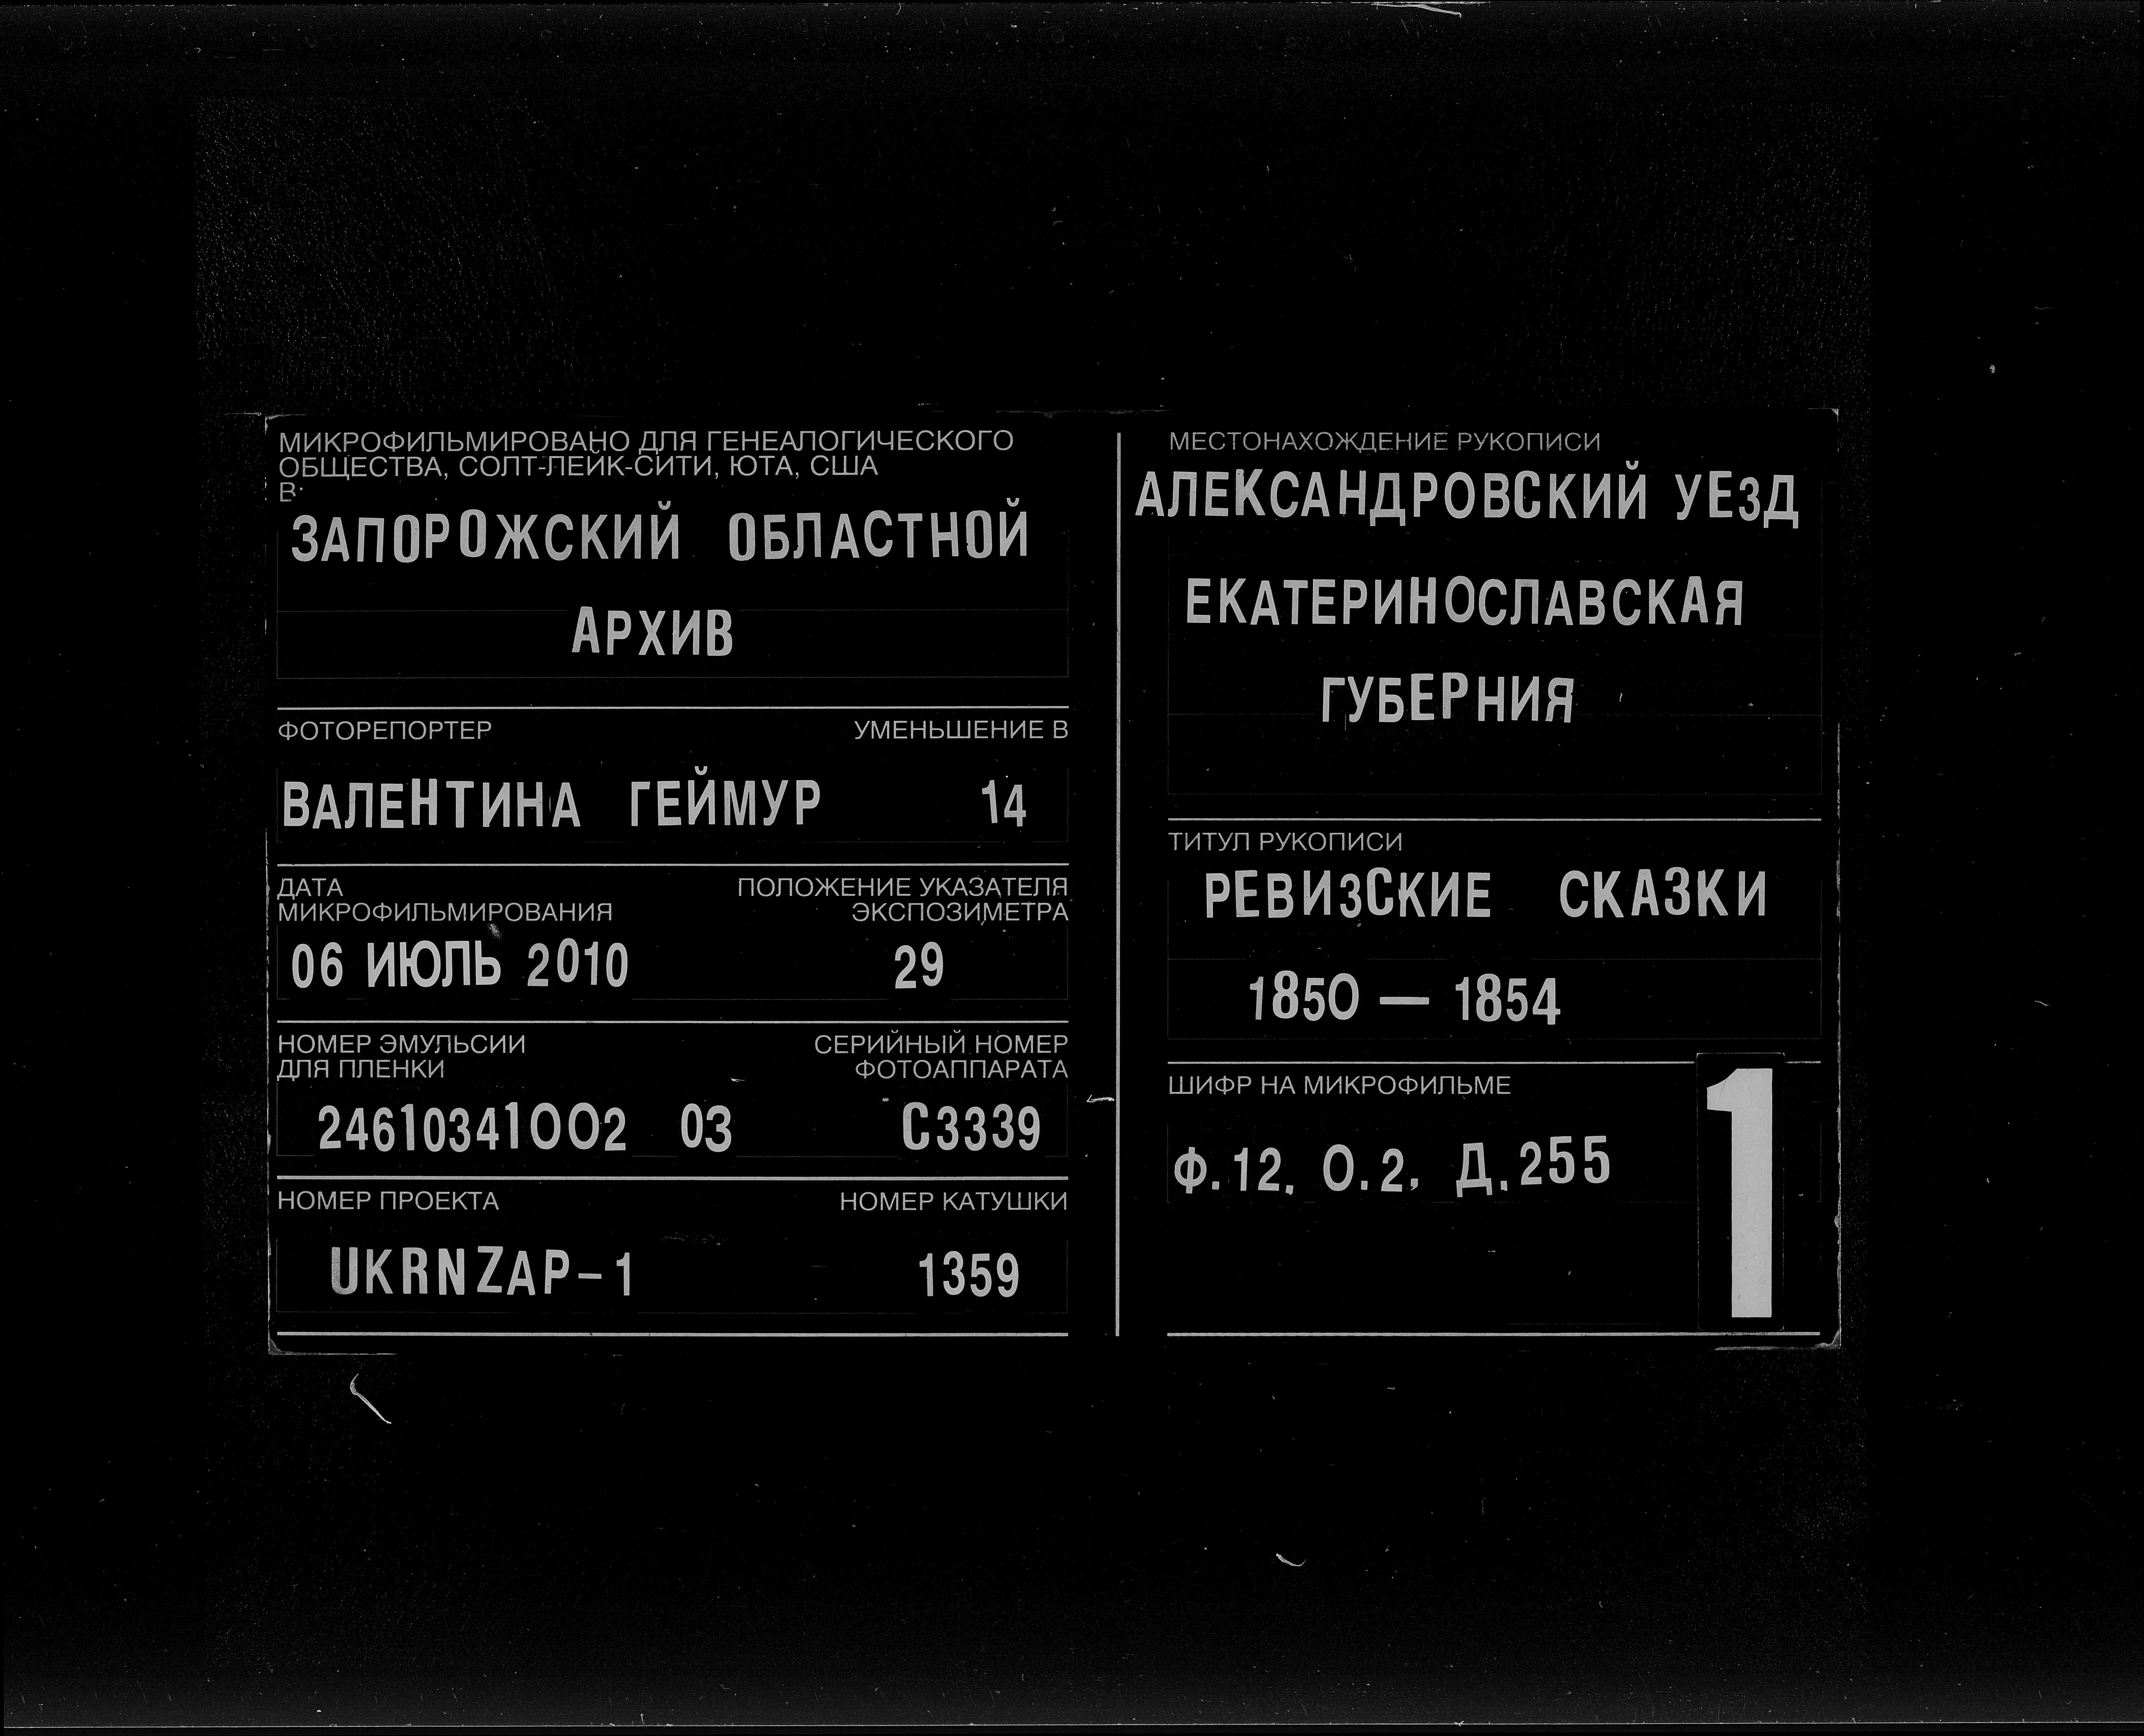 МИКРОФИЛЬМИРОВАНО ДЛЯ ГЕНЕАЛОГИЧЕСКОГО
ОБЩЕСТВА, СОЛТ-ЛЕЙК-СИТИ, ЮТА, США
В:
ЗАПОРОЖСКИЙ ОБЛАСТНОЙ
АРХИВ
ФОТОРЕПОРТЕР УМЕНЬШЕНИЕ В
ВАЛЕНТИНА ГЕЙМУР 14
ДАТА ПОЛОЖЕНИЕ УКАЗАТЕЛЯ
МИКРОФИЛЬМИРОВАНИЯ ЭКСПОЗИМЕТРА
06 ИЮЛЬ 2010 29
НОМЕР ЭМУЛЬСИИ СЕРИЙНЫЙ НОМЕР
ДЛЯ ПЛЕНКИ ФОТОАППАРАТА
24610341002 03 С3339
НОМЕР ПРОЕКТА НОМЕР КАТУШКИ
UKRNZAP-1 1359
МЕСТОНАХОЖДЕНИЕ РУКОПИСИ
АЛЕКСАНДРОВСКИЙ УЕЗД
ЕКАТЕРИНОСЛАВСКАЯ
ГУБЕРНИЯ
ТИТУЛ РУКОПИСИ
РЕВИЗСКИЕ СКАЗКИ
1850 — 1854
ШИФР НА МИКРОФИЛЬМЕ
Ф.12. О.2. Д.255
1